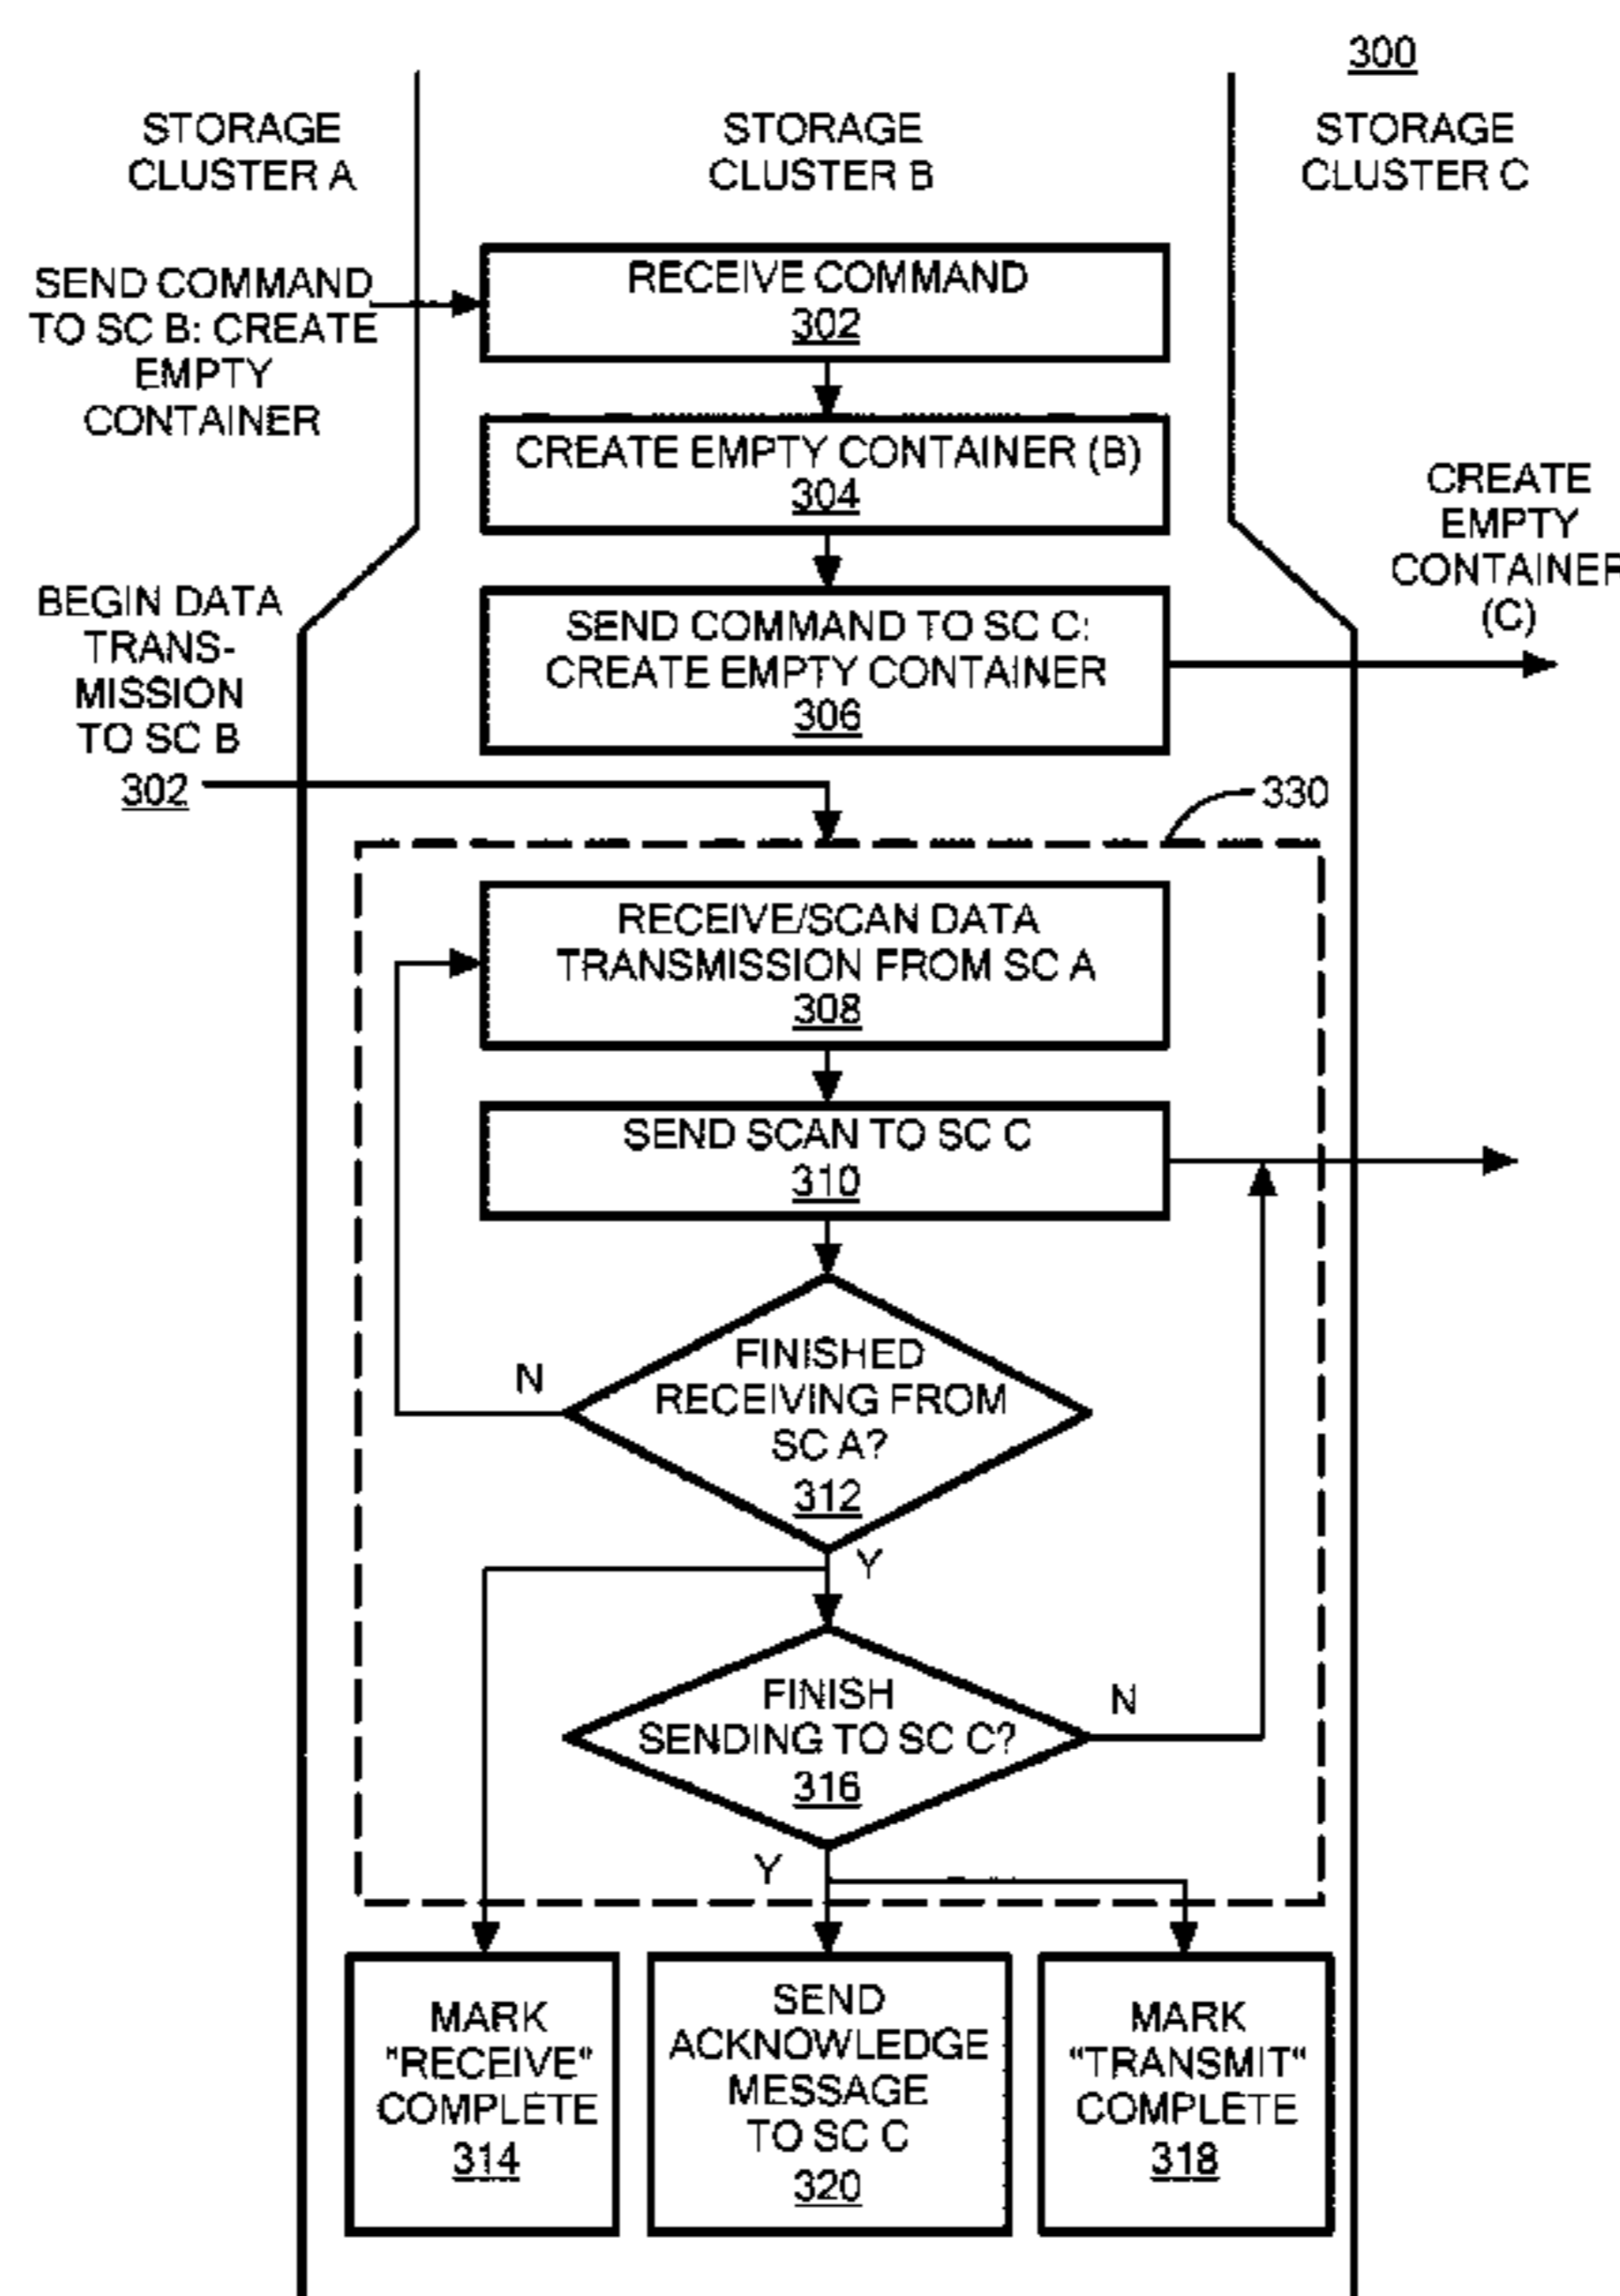 300
STORAGE
CLUSTER A
STORAGE
CLUSTER B
STORAGE
CLUSTER C
SEND COMMAND
TO SC B: CREATE
EMPTY
CONTAINER
RECEIVE COMMAND
302
CREATE EMPTY CONTAINER (B)
304
CREATE
EMPTY
CONTAINER
(C)
SEND COMMAND TO SC C:
CREATE EMPTY CONTAINER
306
BEGIN DATA
TRANS-
MISSION
TO SC B
302
330
RECEIVE/SCAN DATA
TRANSMISSION FROM SC A
308
SEND SCAN TO SC C
310
FINISHED
RECEIVING FROM
SC A?
312
N
Y
FINISH
SENDING TO SC C?
316
N
Y
MARK
"RECEIVE"
COMPLETE
314
SEND
ACKNOWLEDGE
MESSAGE
TO SC C
320
MARK
"TRANSMIT"
COMPLETE
318